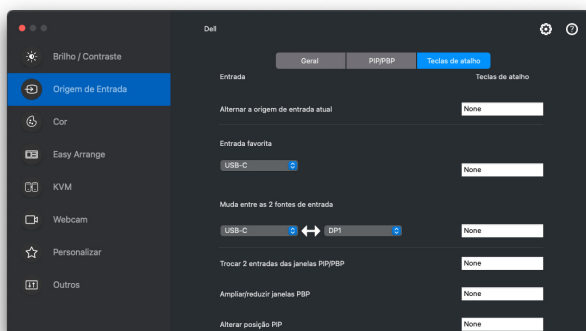 Dell
Brilho / Contraste
Origem de Entrada
Cor
Easy Arrange
KVM
Webcam
Personalizar
Outros
Geral
PIP/PBP
Teclas de atalho
Entrada
Teclas de atalho
Alternar a origem de entrada atual
None
Entrada favorita
USB-C
None
Muda entre as 2 fontes de entrada
USB-C
DP1
None
Trocar 2 entradas das janelas PIP/PBP
None
Ampliar/reduzir janelas PBP
None
Alterar posição PIP
None